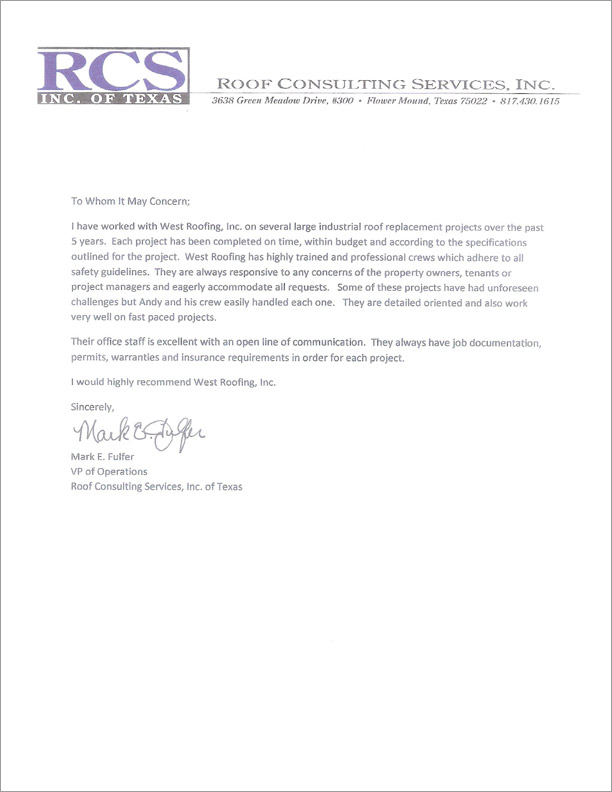 RCS
INC. OF TEXAS
ROOF CONSULTING SERVICES, INC.
3638 Green Meadow Drive, #300 • Flower Mound, Texas 75022 • 817.430.1615
To Whom It May Concern;
I have worked with West Roofing, Inc. on several large industrial roof replacement projects over the past
5 years.  Each project has been completed on time, within budget and according to the specifications
outlined for the project.  West Roofing has highly trained and professional crews which adhere to all
safety guidelines.  They are always responsive to any concerns of the property owners, tenants or
project managers and eagerly accommodate all requests.   Some of these projects have had unforeseen
challenges but Andy and his crew easily handled each one.   They are detailed oriented and also work
very well on fast paced projects.
Their office staff is excellent with an open line of communication.  They always have job documentation,
permits, warranties and insurance requirements in order for each project.
I would highly recommend West Roofing, Inc.
Sincerely,
Mark E. Fulfer
Mark E. Fulfer
VP of Operations
Roof Consulting Services, Inc. of Texas